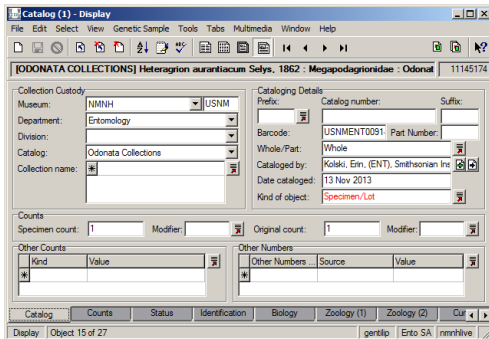 Catalog (1) - Display
File Edit Select View Genetic Sample Tools Tabs Multimedia Window Help
[ODONATA COLLECTIONS] Heteragrion aurantiacum Selys, 1862 : Megapodagrionidae : Odonat 11145174
Collection Custody
Museum: NMNH USNM
Department: Entomology
Division:
Catalog: Odonata Collections
Collection name:
Cataloging Details
Prefix: Catalog number: Suffix:
Barcode: USNMENT0091 Part Number:
Whole/Part: Whole
Cataloged by: Kolski, Erin, (ENT), Smithsonian Ins
Date cataloged: 13 Nov 2013
Kind of object: Specimen/Lot
Counts
Specimen count: 1 Modifier: Original count: 1 Modifier:
Other Counts
Kind Value
Other Numbers
Other Numbers ... Source Value
Catalog Counts Status Identification Biology Zoology (1) Zoology (2) Cur
Display Object 15 of 27 gentilip Ento SA nmnhlive